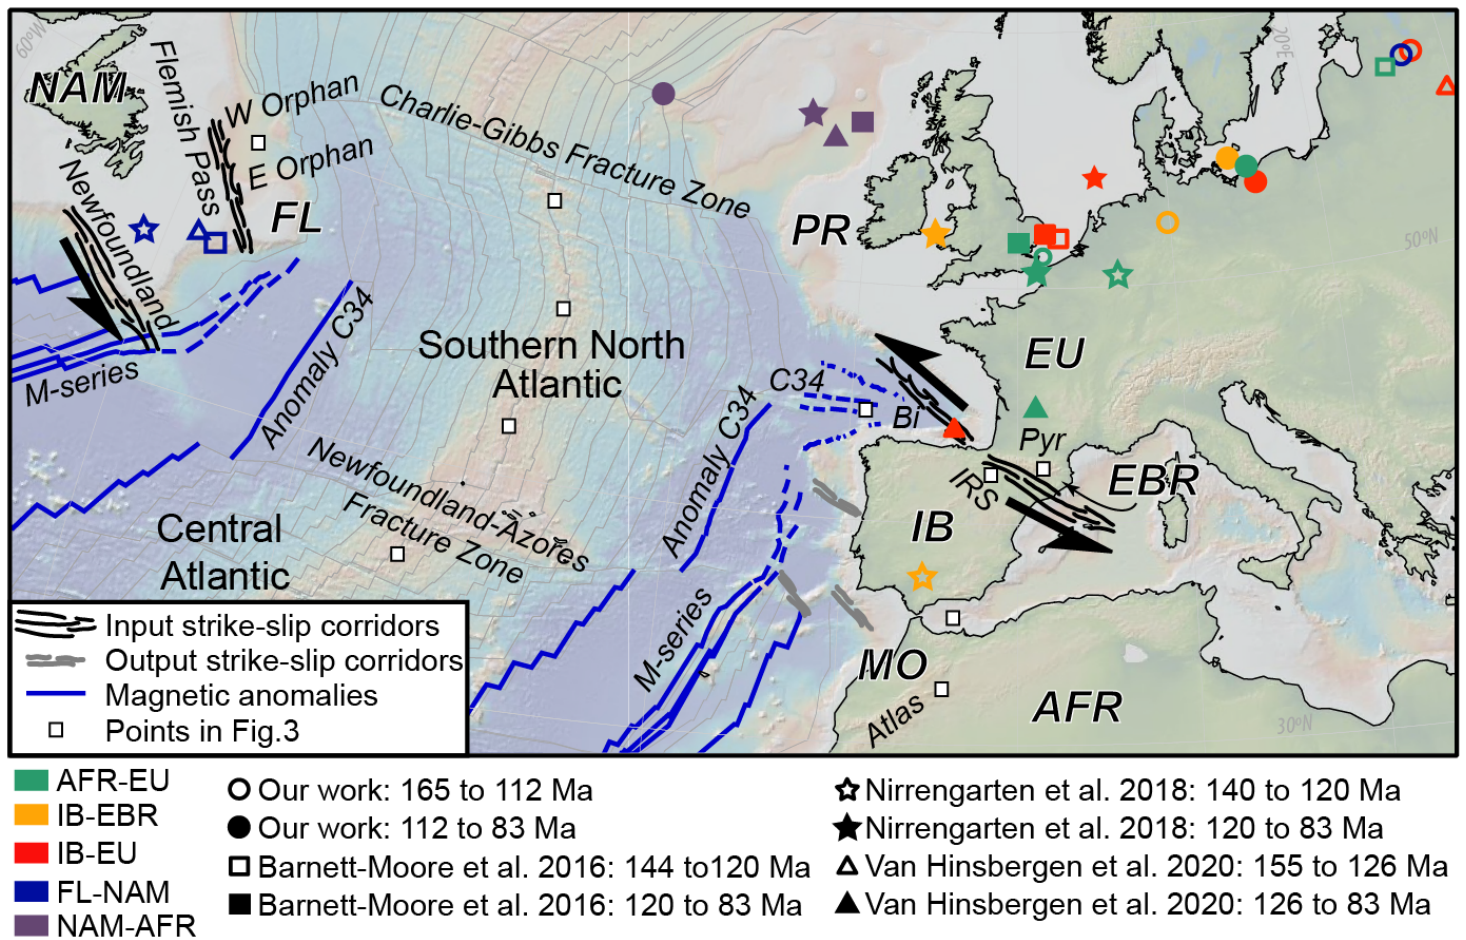 60°W
NAM
Flemish Pass
W Orphan
E Orphan
Charlie-Gibbs Fracture Zone
20°E
FL
Newfoundland
PR
50°N
M-series
Anomaly C34
Southern North
Atlantic
EU
C34
Bi
Pyr
Anomaly C34
EBR
IRS
Newfoundland-Azores
Fracture Zone
IB
Central
Atlantic
M-series
MO
Atlas
AFR
30°N
Input strike-slip corridors
Output strike-slip corridors
Magnetic anomalies
Points in Fig.3
AFR-EU
IB-EBR
IB-EU
FL-NAM
NAM-AFR
Our work: 165 to 112 Ma
Our work: 112 to 83 Ma
Barnett-Moore et al. 2016: 144 to120 Ma
Barnett-Moore et al. 2016: 120 to 83 Ma
Nirrengarten et al. 2018: 140 to 120 Ma
Nirrengarten et al. 2018: 120 to 83 Ma
Van Hinsbergen et al. 2020: 155 to 126 Ma
Van Hinsbergen et al. 2020: 126 to 83 Ma